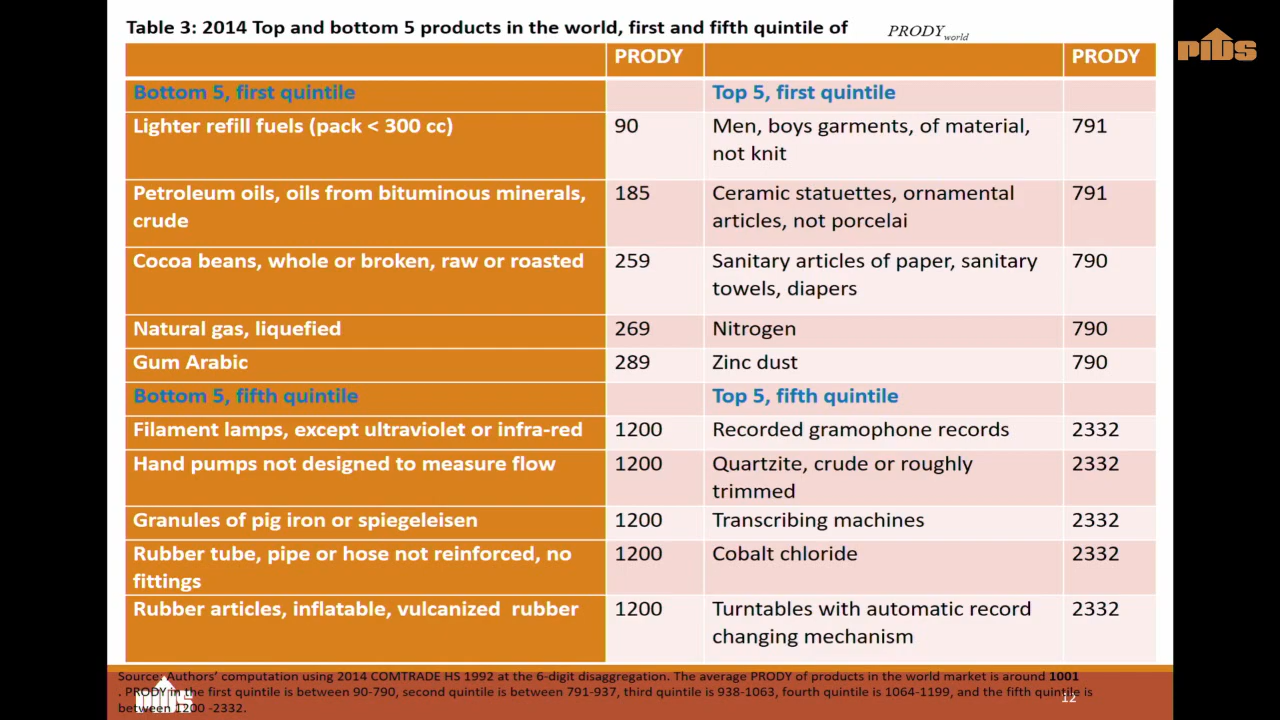 Table 3: 2014 Top and bottom 5 products in the world, first and fifth quintile of PRODY world
pibs
PRODY PRODY
Bottom 5, first quintile Top 5, first quintile
Lighter refill fuels (pack < 300 cc) 90 Men, boys garments, of material, 791
not knit
Petroleum oils, oils from bituminous minerals, 185 Ceramic statuettes, ornamental 791
crude articles, not porcelai
Cocoa beans, whole or broken, raw or roasted 259 Sanitary articles of paper, sanitary 790
towels, diapers
Natural gas, liquefied 269 Nitrogen 790
Gum Arabic 289 Zinc dust 790
Bottom 5, fifth quintile Top 5, fifth quintile
Filament lamps, except ultraviolet or infra-red 1200 Recorded gramophone records 2332
Hand pumps not designed to measure flow 1200 Quartzite, crude or roughly 2332
trimmed
Granules of pig iron or spiegeleisen 1200 Transcribing machines 2332
Rubber tube, pipe or hose not reinforced, no 1200 Cobalt chloride 2332
fittings
Rubber articles, inflatable, vulcanized rubber 1200 Turntables with automatic record 2332
changing mechanism
Source: Authors' computation using 2014 COMTRADE HS 1992 at the 6-digit disaggregation. The average PRODY of products in the world market is around 1001
. PRODY in the first quintile is between 90-790, second quintile is between 791-937, third quintile is 938-1063, fourth quintile is 1064-1199, and the fifth quintile is
between 1200 -2332.
12